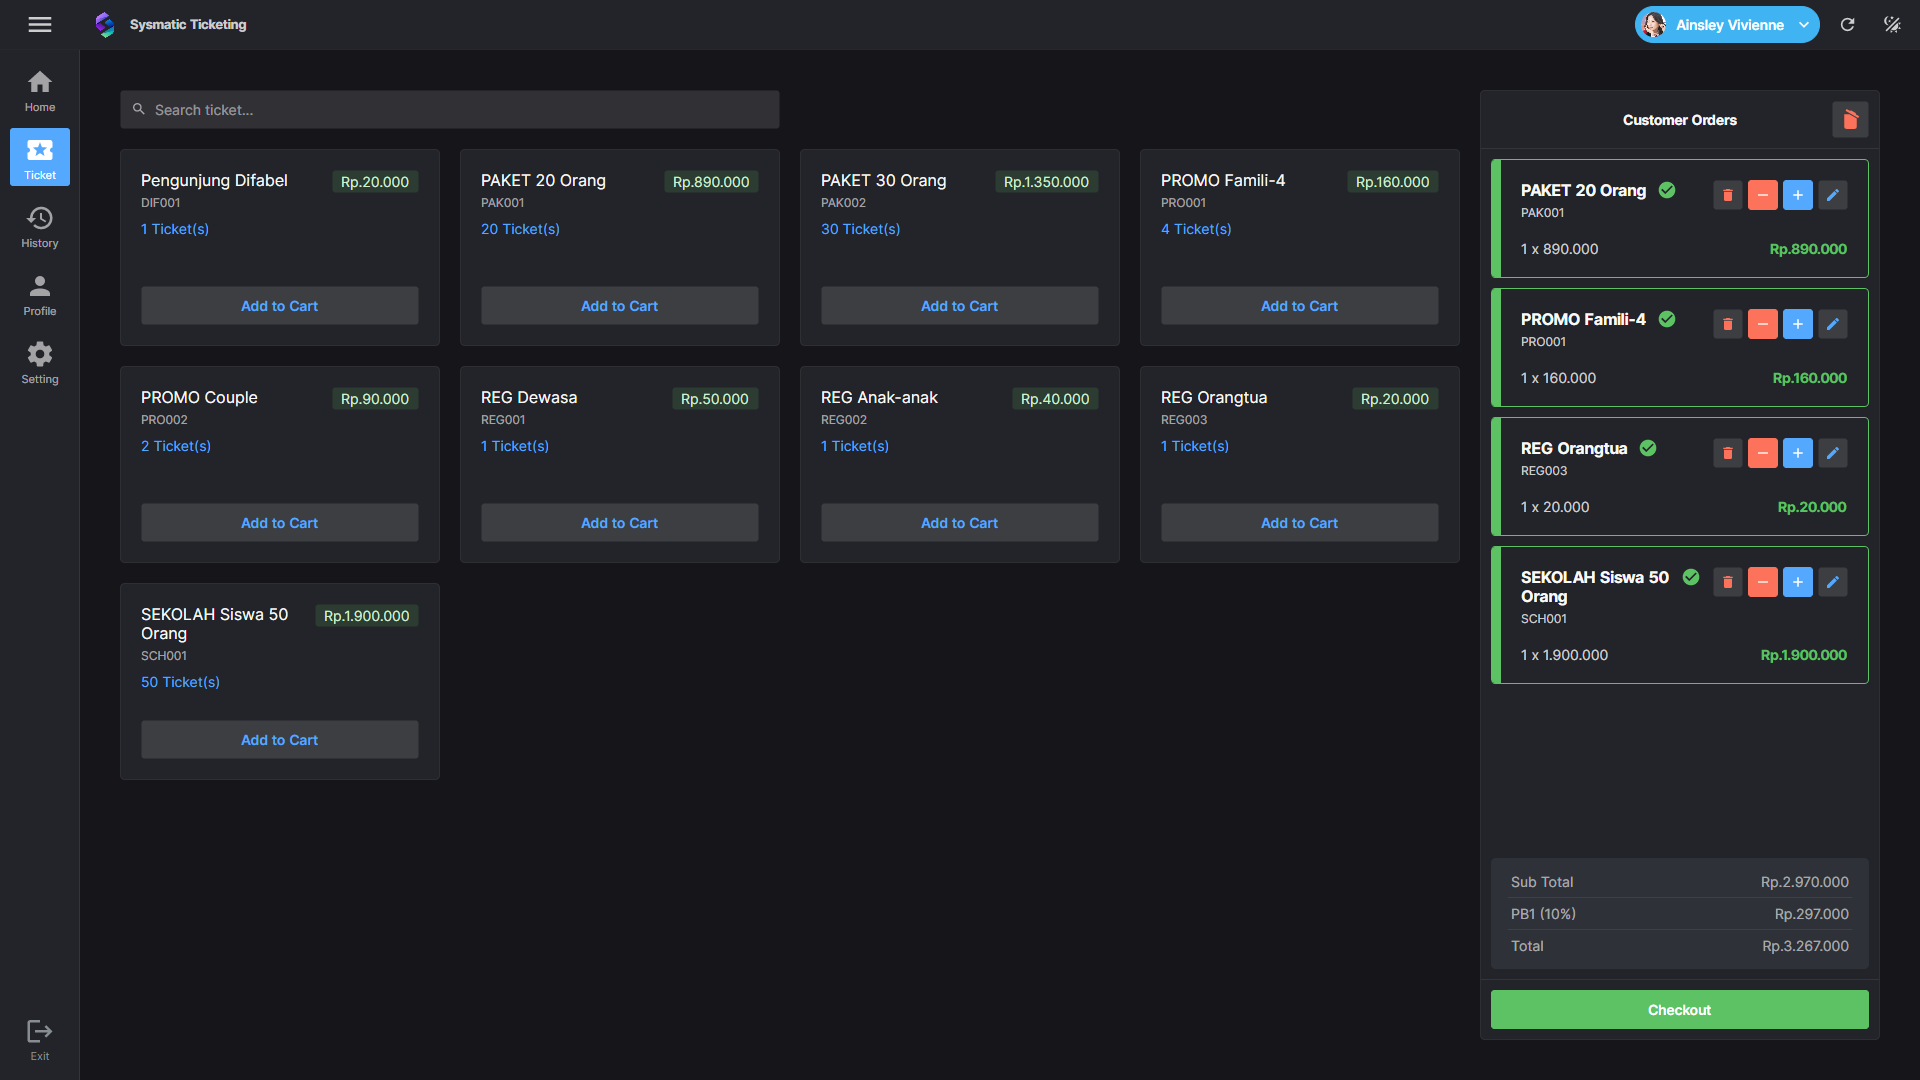 Sysmatic Ticketing
Ainsley Vivienne
Home
Ticket
History
Profile
Setting
Exit
Search ticket...
Pengunjung Difabel
Rp.20.000
DIF001
1 Ticket(s)
Add to Cart
PAKET 20 Orang
Rp.890.000
PAK001
20 Ticket(s)
Add to Cart
PAKET 30 Orang
Rp.1.350.000
PAK002
30 Ticket(s)
Add to Cart
PROMO Famili-4
Rp.160.000
PRO001
4 Ticket(s)
Add to Cart
PROMO Couple
Rp.90.000
PRO002
2 Ticket(s)
Add to Cart
REG Dewasa
Rp.50.000
REG001
1 Ticket(s)
Add to Cart
REG Anak-anak
Rp.40.000
REG002
1 Ticket(s)
Add to Cart
REG Orangtua
Rp.20.000
REG003
1 Ticket(s)
Add to Cart
SEKOLAH Siswa 50
Orang
Rp.1.900.000
SCH001
50 Ticket(s)
Add to Cart
Customer Orders
PAKET 20 Orang
PAK001
1 x 890.000
Rp.890.000
PROMO Famili-4
PRO001
1 x 160.000
Rp.160.000
REG Orangtua
REG003
1 x 20.000
Rp.20.000
SEKOLAH Siswa 50
Orang
SCH001
1 x 1.900.000
Rp.1.900.000
Sub Total
Rp.2.970.000
PB1 (10%)
Rp.297.000
Total
Rp.3.267.000
Checkout